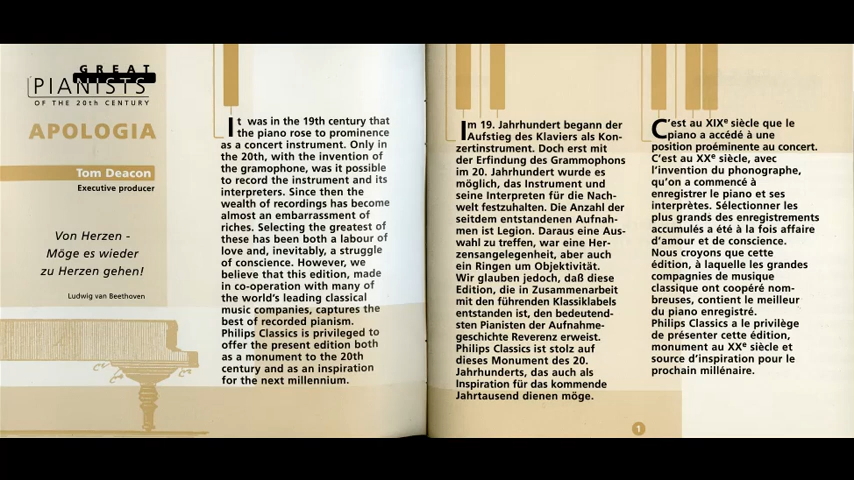 GREAT
PIANISTS
OF THE 20th CENTURY
APOLOGIA
Tom Deacon
Executive producer
Von Herzen -
Möge es wieder
zu Herzen gehen!
Ludwig van Beethoven
It was in the 19th century that
the piano rose to prominence
as a concert instrument. Only in
the 20th, with the invention of
the gramophone, was it possible
to record the instrument and its
interpreters. Since then the
wealth of recordings has become
almost an embarrassment of
riches. Selecting the greatest of
these has been both a labour of
love and, inevitably, a struggle
of conscience. However, we
believe that this edition, made
in co-operation with many of
the world's leading classical
music companies, captures the
best of recorded pianism.
Philips Classics is privileged to
offer the present edition both
as a monument to the 20th
century and as an inspiration
for the next millennium.
Im 19. Jahrhundert begann der
Aufstieg des Klaviers als Kon-
zertinstrument. Doch erst mit
der Erfindung des Grammophons
im 20. Jahrhundert wurde es
möglich, das Instrument und
seine Interpreten für die Nach-
welt festzuhalten. Die Anzahl der
seitdem entstandenen Aufnah-
men ist Legion. Daraus eine Aus-
wahl zu treffen, war eine Her-
zensangelegenheit, aber auch
ein Ringen um Objektivität.
Wir glauben jedoch, daß diese
Edition, die in Zusammenarbeit
mit den führenden Klassiklabels
entstanden ist, den bedeutend-
sten Pianisten der Aufnahme-
geschichte Reverenz erweist.
Philips Classics ist stolz auf
dieses Monument des 20.
Jahrhunderts, das auch als
Inspiration für das kommende
Jahrtausend dienen möge.
C'est au XIXe siècle que le
piano a accédé à une
position proéminente au concert.
C'est au XXe siècle, avec
l'invention du phonographe,
qu'on a commencé à
enregistrer le piano et ses
interprètes. Sélectionner les
plus grands des enregistrements
accumulés a été à la fois affaire
d'amour et de conscience.
Nous croyons que cette
édition, à laquelle les grandes
compagnies de musique
classique ont coopéré nom-
breuses, contient le meilleur
du piano enregistré.
Philips Classics a le privilège
de présenter cette édition,
monument au XXe siècle et
source d'inspiration pour le
prochain millénaire.
1